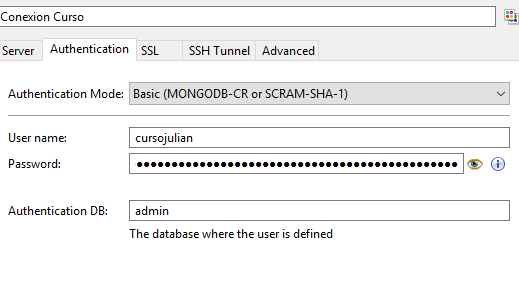 Conexion Curso
Server Authentication SSL SSH Tunnel Advanced
Authentication Mode: Basic (MONGODB-CR or SCRAM-SHA-1)
User name: cursojulian
Password: ●●●●●●●●●●●●●●●●●●●●●●●●●●●●●●●●●●●●●●●●●●●●●●
Authentication DB: admin
The database where the user is defined